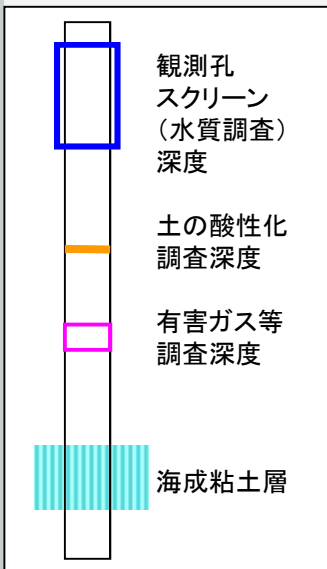 観測孔
スクリーン
（水質調査）
深度
土の酸性化
調査深度
有害ガス等
調査深度
海成粘土層